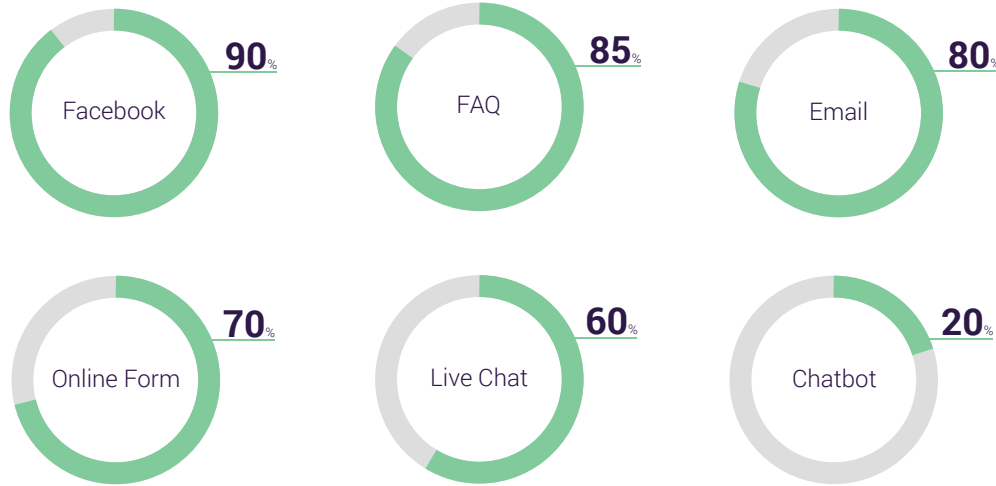 90%
Facebook
85%
FAQ
80%
Email
70%
Online Form
60%
Live Chat
20%
Chatbot